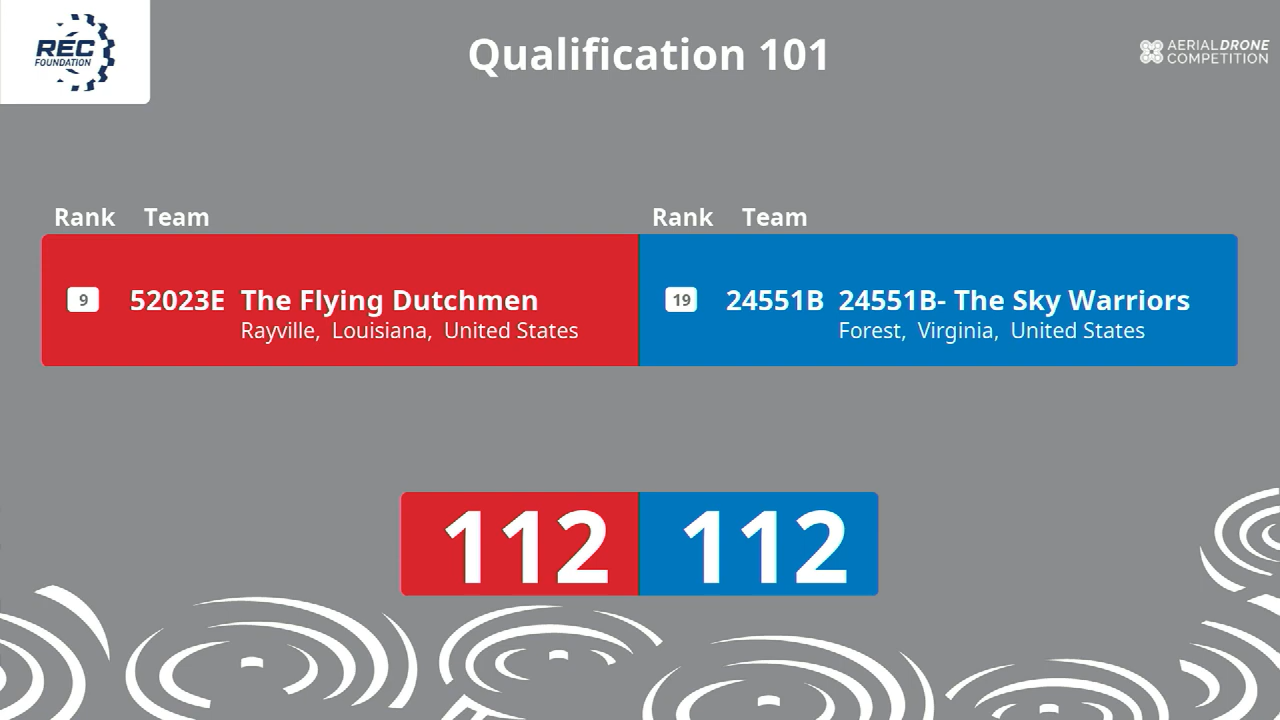 REC
FOUNDATION
Qualification 101
AERIALDRONE
COMPETITION
Rank Team
Rank Team
9 52023E The Flying Dutchmen
Rayville, Louisiana, United States
19 24551B 24551B- The Sky Warriors
Forest, Virginia, United States
112 112